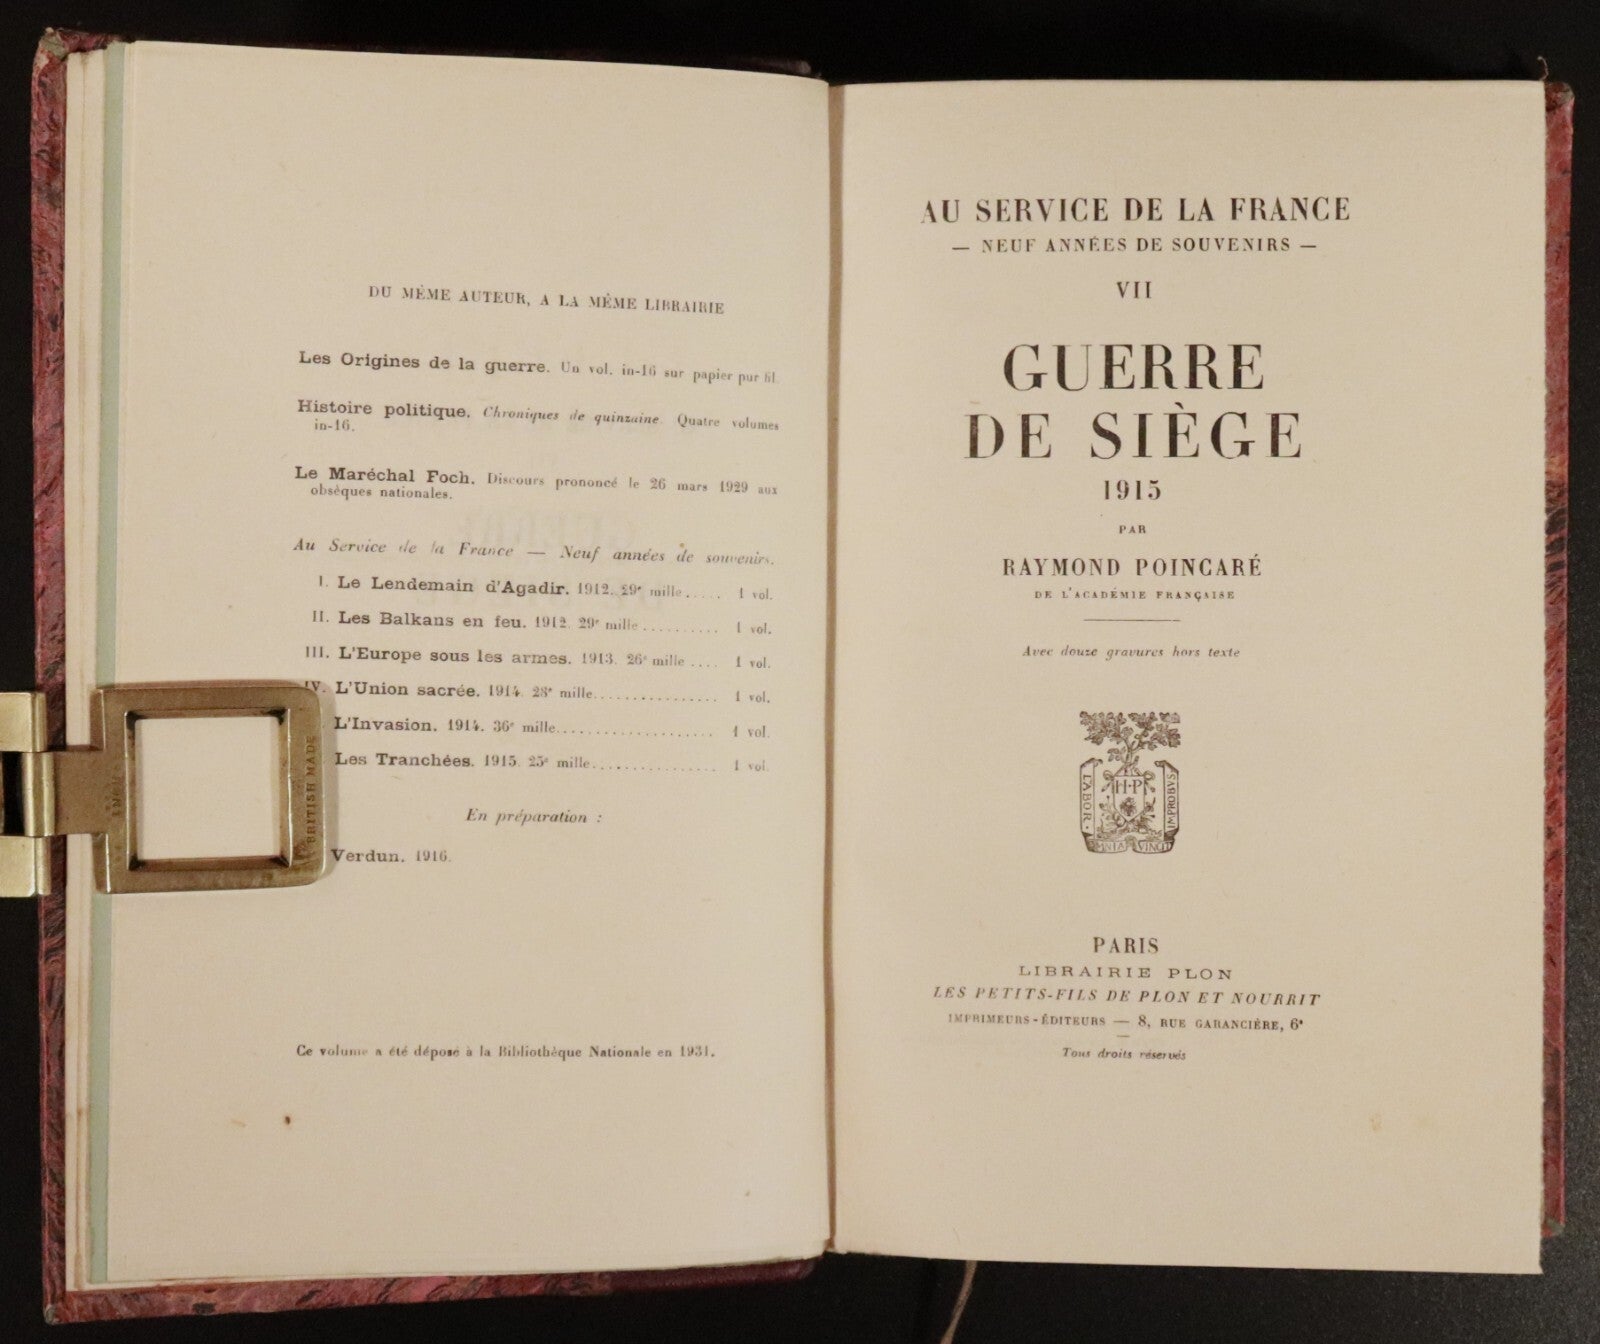 DU MÊME AUTEUR, A LA MÊME LIBRAIRIE
Les Origines de la guerre. Un vol. in-16 sur papier pur fil.
Histoire politique. Chroniques de quinzaine. Quatre volumes
in-16.
Le Maréchal Foch. Discours prononcé le 26 mars 1929 aux
obsèques nationales.
Au Service de la France — Neuf années de souvenirs.
I. Le Lendemain d'Agadir. 1912. 29e mille..... 1 vol.
II. Les Balkans en feu. 1912. 29e mille.......... 1 vol.
III. L'Europe sous les armes. 1913. 26e mille .... 1 vol.
IV. L'Union sacrée. 1914. 28e mille................ 1 vol.
L'Invasion. 1914. 36e mille.................... 1 vol.
Les Tranchées. 1915. 25e mille................ 1 vol.
En préparation :
Verdun. 1916.
Ce volume a été déposé à la Bibliothèque Nationale en 1931.
BRITISH MADE
AU SERVICE DE LA FRANCE
— NEUF ANNÉES DE SOUVENIRS —
VII
GUERRE
DE SIÈGE
1915
PAR
RAYMOND POINCARÉ
DE L'ACADÉMIE FRANÇAISE
Avec douze gravures hors texte
LABOR
H·P
IMPROBVS
OMNIA VINCIT
PARIS
LIBRAIRIE PLON
LES PETITS-FILS DE PLON ET NOURRIT
IMPRIMEURS-ÉDITEURS — 8, RUE GARANCIÈRE, 6e
Tous droits réservés